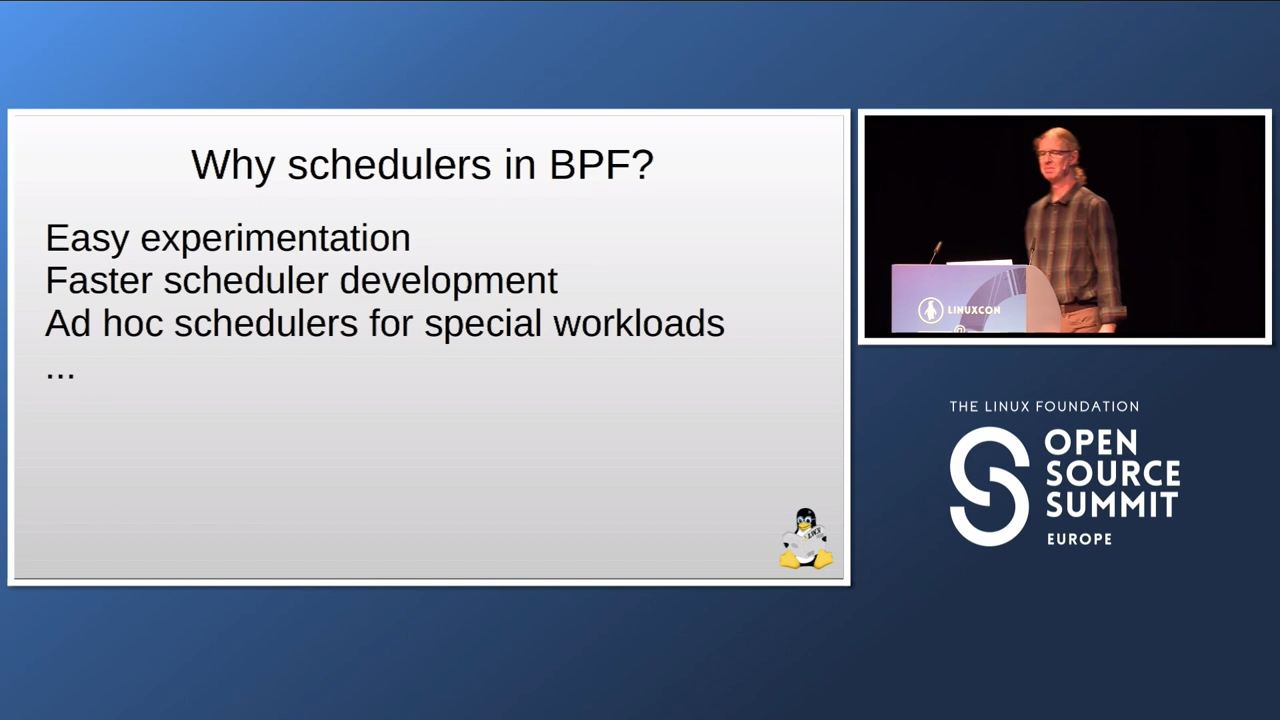 Why schedulers in BPF?
Easy experimentation
Faster scheduler development
Ad hoc schedulers for special workloads
...
LINUXCON
THE LINUX FOUNDATION
OPEN
SOURCE
SUMMIT
EUROPE